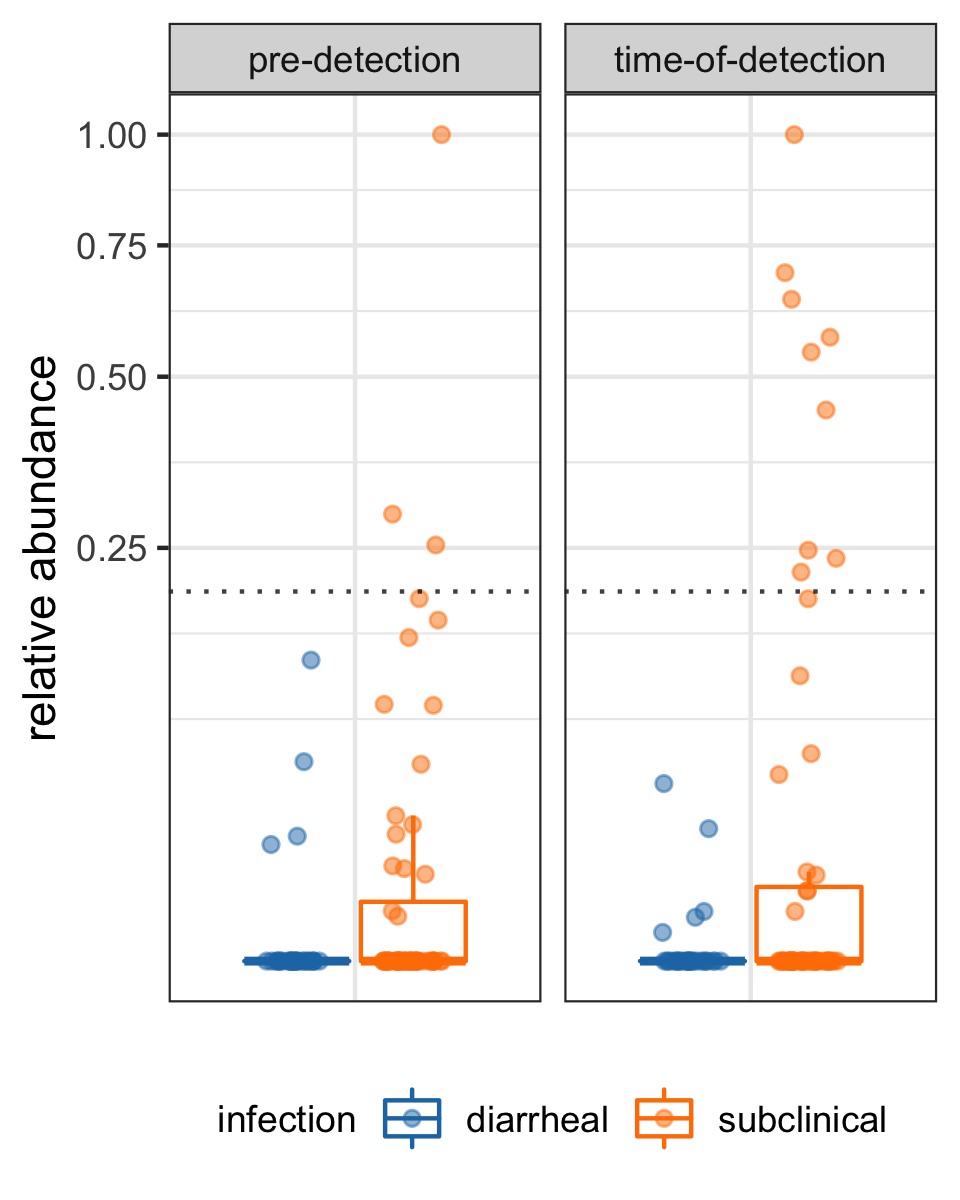 pre-detection
time-of-detection
1.00
0.75
0.50
0.25
relative abundance
infection diarrheal subclinical